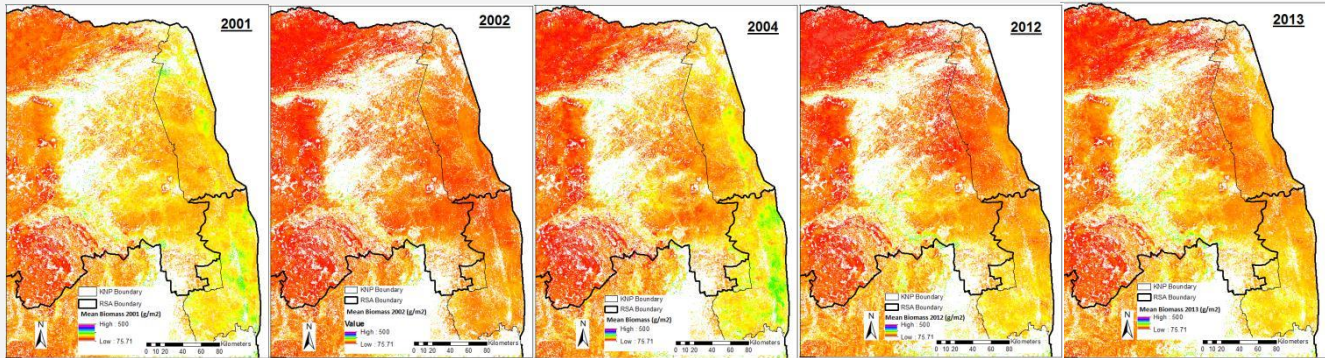 2001
KNP Boundary
RSA Boundary
Mean Biomass 2001 (g/m2)
High : 500
Low : 75.71
N
0 10 20 40 60 80
Kilometers
2002
KNP Boundary
RSA Boundary
Mean Biomass 2002 (g/m2)
Value
High : 500
Low : 75.71
N
0 10 20 40 60 80
Kilometers
2004
KNP Boundary
RSA Boundary
Mean Biomass (g/m2)
High : 500
Low : 75.71
N
0 10 20 40 60 80
Kilometers
2012
KNP Boundary
RSA Boundary
Mean Biomass 2012 (g/m2)
High : 500
Low : 75.71
N
0 10 20 40 60 80
Kilometers
2013
KNP Boundary
RSA Boundary
Mean Biomass 2013 (g/m2)
High : 500
Low : 75.71
N
0 10 20 40 60 80
Kilometers